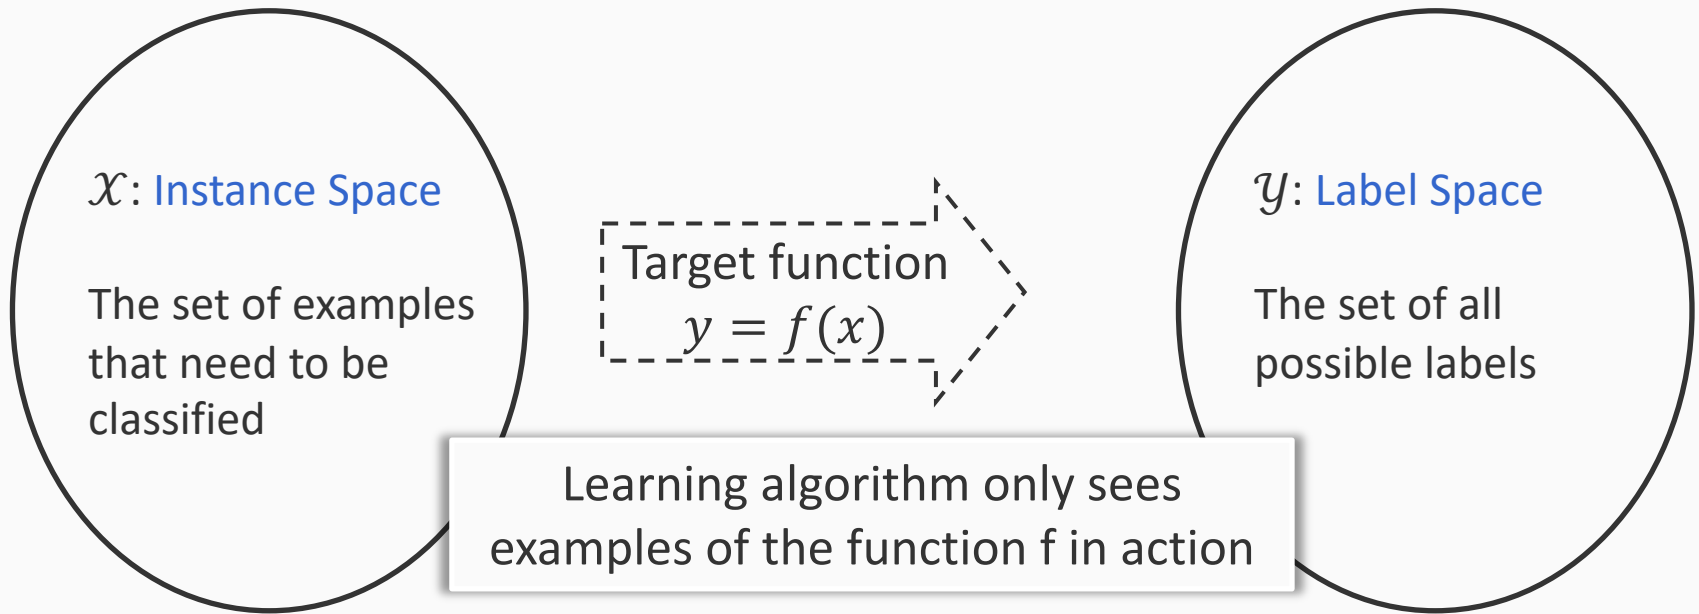 𝒳: Instance Space
The set of examples
that need to be
classified
Target function
y = f(x)
𝒴: Label Space
The set of all
possible labels
Learning algorithm only sees
examples of the function f in action